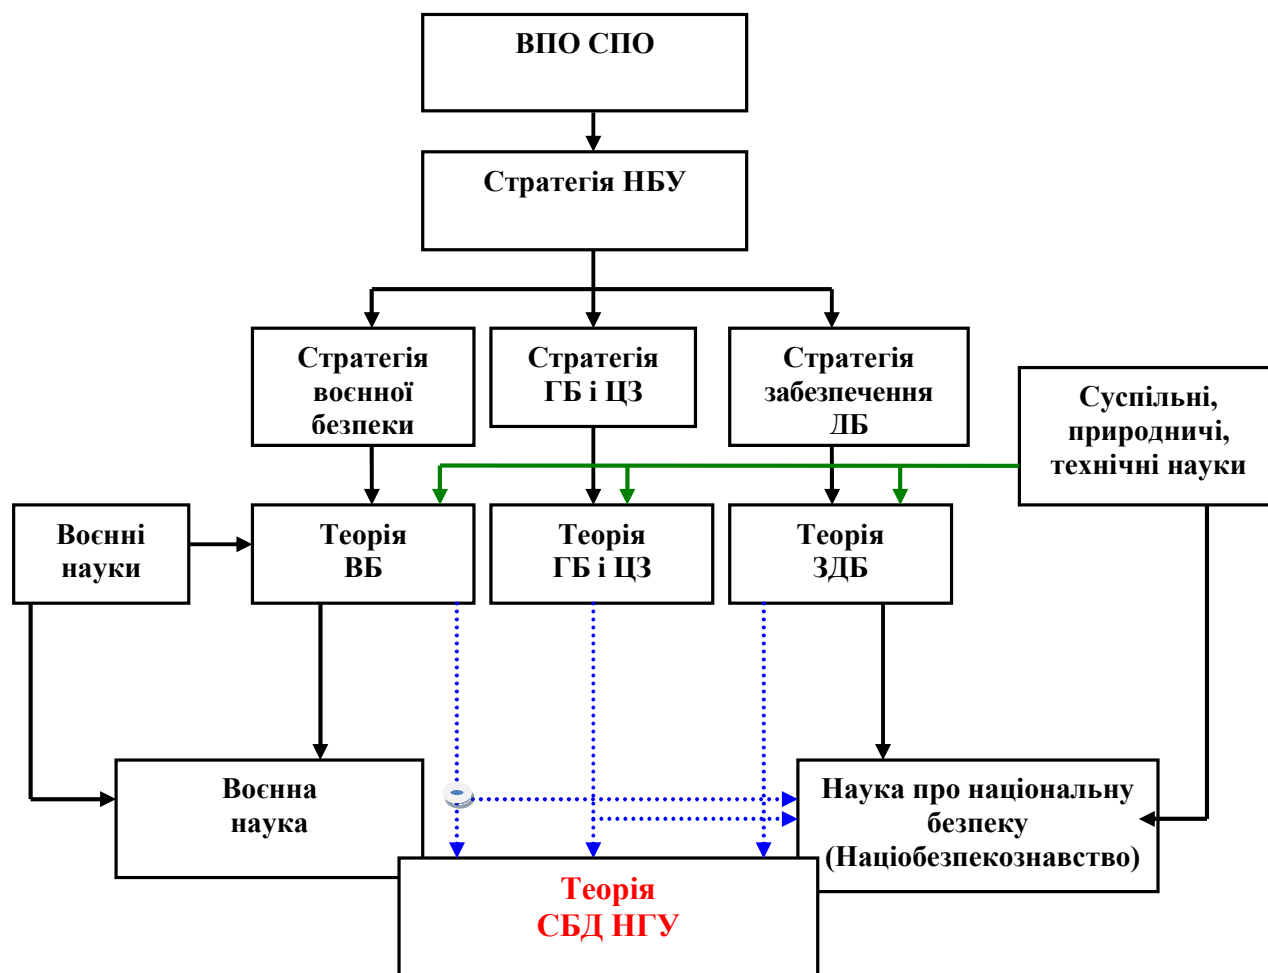 ВПО СПО
Стратегія НБУ
Стратегія
воєнної
безпеки
Стратегія
ГБ і ЦЗ
Стратегія
забезпечення
ДБ
Суспільні,
природничі,
технічні науки
Воєнні
науки
Теорія
ВБ
Теорія
ГБ і ЦЗ
Теорія
ЗДБ
Воєнна
наука
Наука про національну
безпеку
(Націобезпекознавство)
Теорія
СБД НГУ